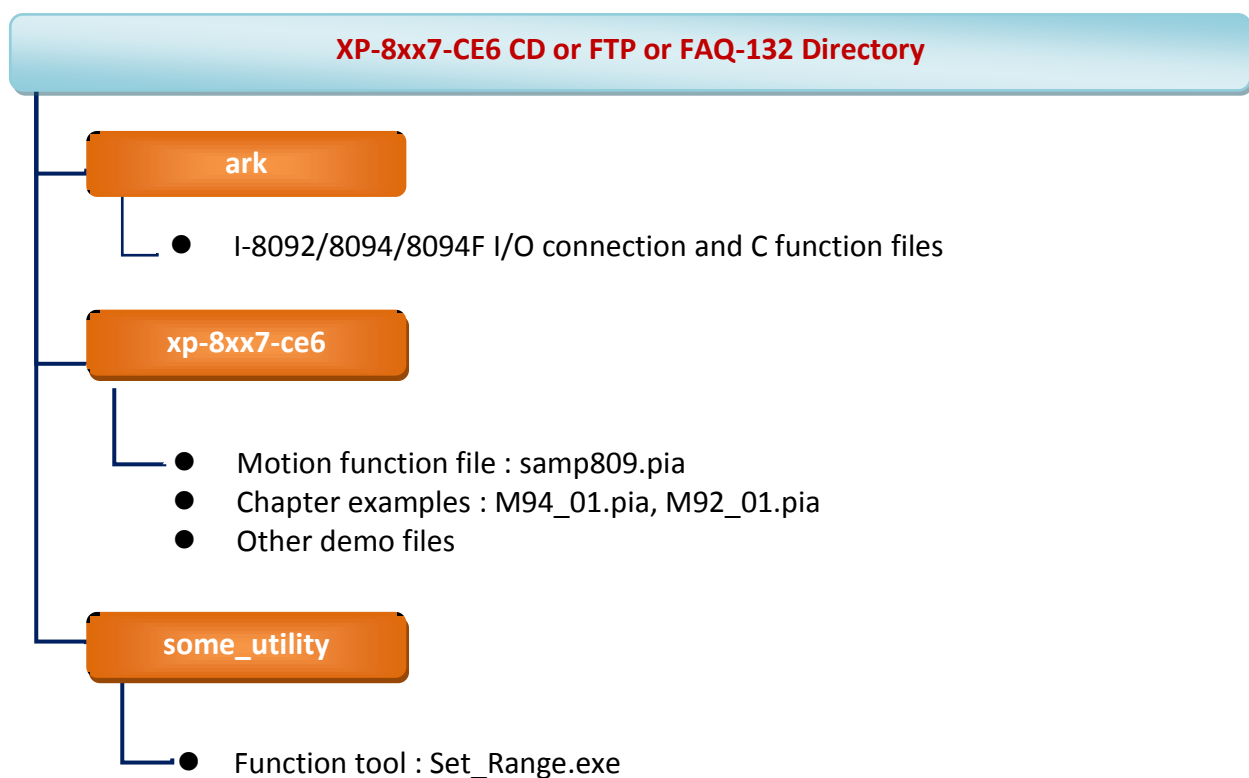 XP-8xx7-CE6 CD or FTP or FAQ-132 Directory
ark
● I-8092/8094/8094F I/O connection and C function files
xp-8xx7-ce6
● Motion function file : samp809.pia
● Chapter examples : M94_01.pia, M92_01.pia
● Other demo files
some_utility
● Function tool : Set_Range.exe